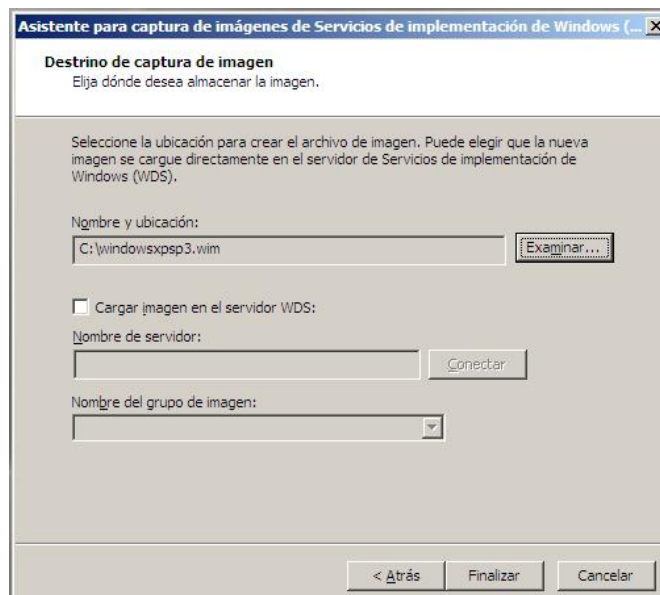 Asistente para captura de imágenes de Servicios de implementación de Windows (...
Destrino de captura de imagen
Elija dónde desea almacenar la imagen.
Seleccione la ubicación para crear el archivo de imagen. Puede elegir que la nueva
imagen se cargue directamente en el servidor de Servicios de implementación de
Windows (WDS).
Nombre y ubicación:
C:\windowsxpsp3.wim
Examinar...
Cargar imagen en el servidor WDS:
Nombre de servidor:
Conectar
Nombre del grupo de imagen:
< Atrás
Finalizar
Cancelar